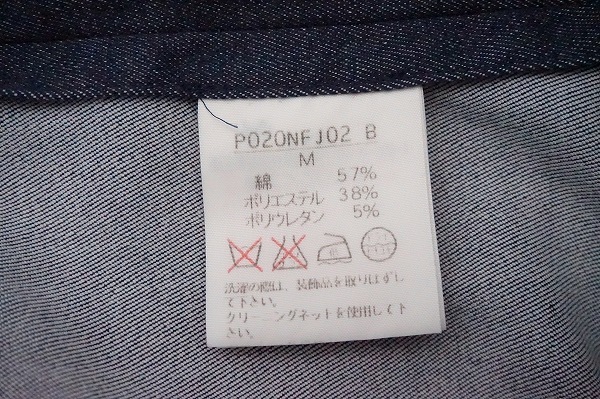 P020NFJ02 B
M
綿 57%
ポリエステル 38%
ポリウレタン 5%
洗濯の際は、装飾品を取りはずし
て下さい。
クリーニングネットを使用して下
さい。